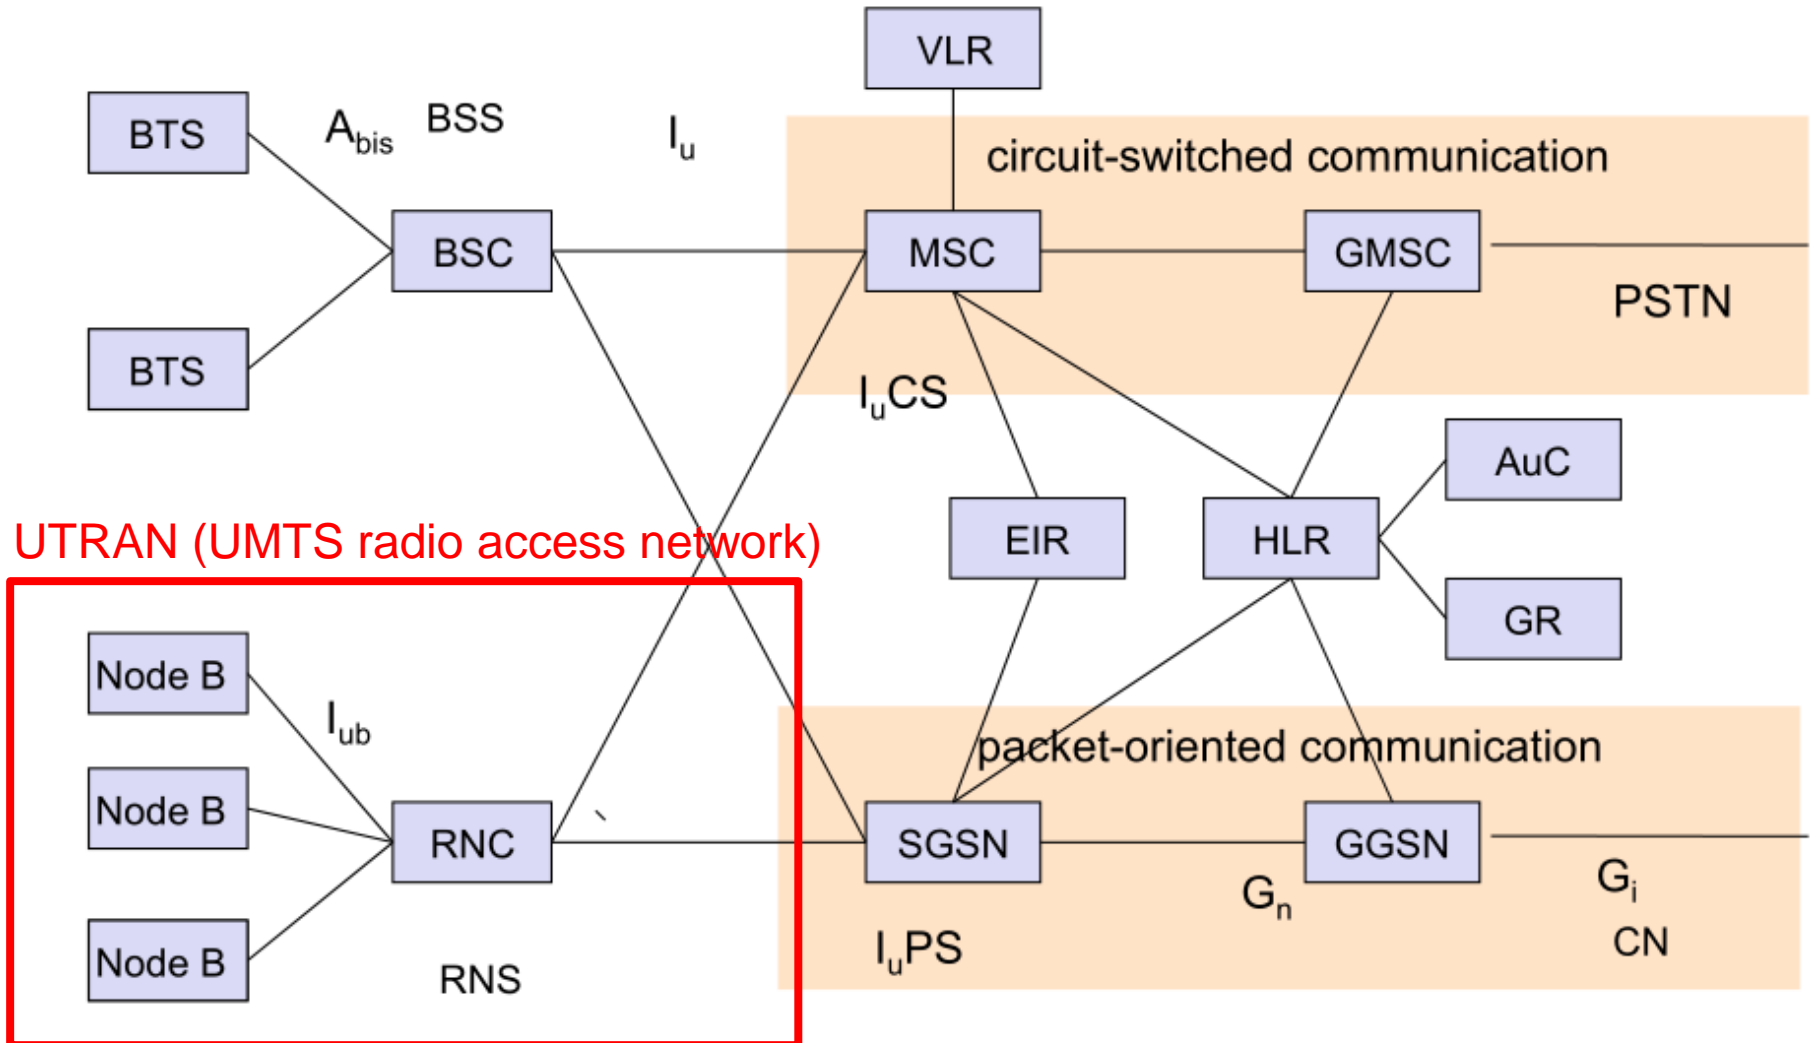 VLR
BTS
Abis
BSS
Iu
circuit-switched communication
BSC
MSC
GMSC
PSTN
BTS
IuCS
AuC
UTRAN (UMTS radio access network)
EIR
HLR
GR
Node B
Iub
packet-oriented communication
Node B
RNC
SGSN
GGSN
Gn
Gi
CN
Node B
RNS
IuPS